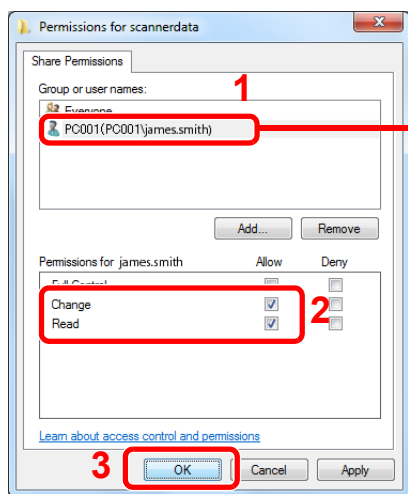 Permissions for scannerdata
Share Permissions
Group or user names:
1
Everyone
PC001(PC001\james.smith)
Add... Remove
Permissions for james.smith Allow Deny
Full Control
Change
2
Read
Learn about access control and permissions
3
OK Cancel Apply